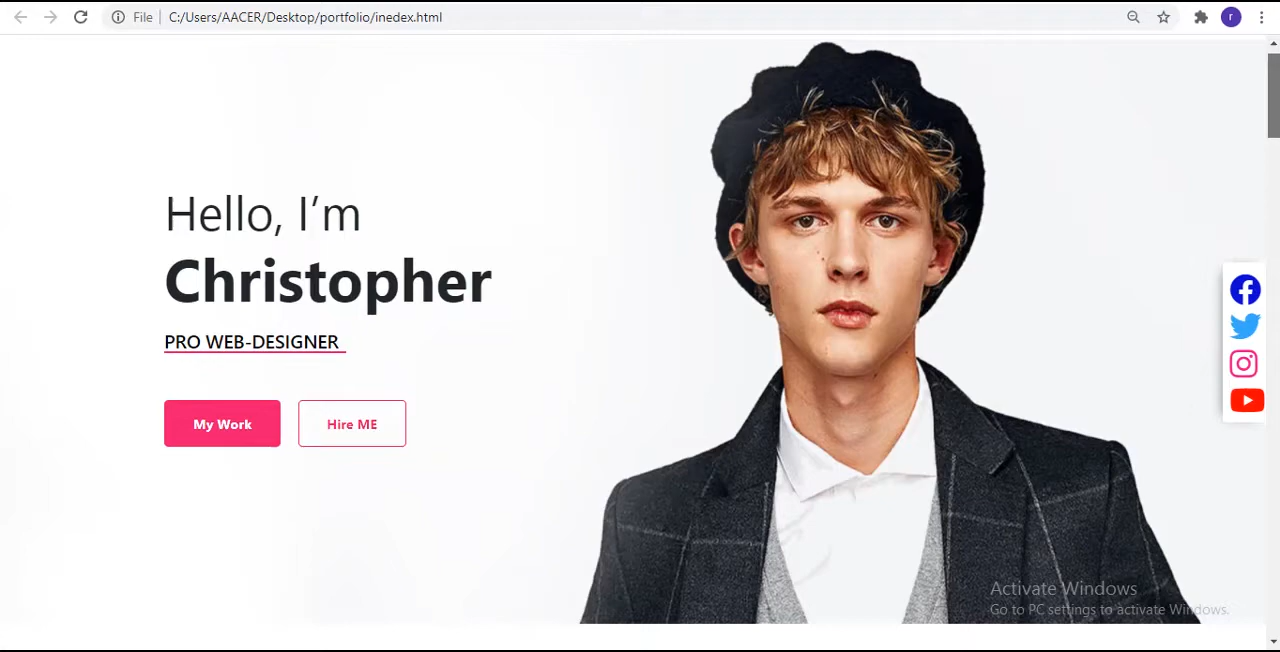 File | C:/Users/AACER/Desktop/portfolio/inedex.html
r
Hello, I’m
Christopher
PRO WEB-DESIGNER
My Work
Hire ME
Activate Windows
Go to PC settings to activate Windows.